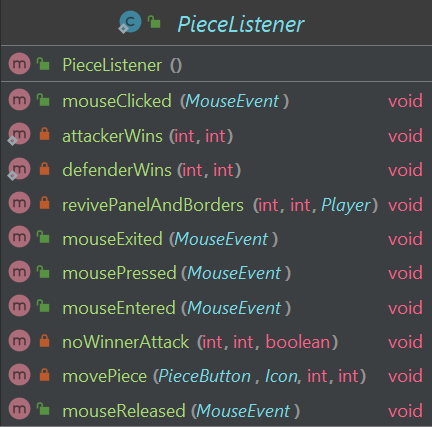 C PieceListener
m PieceListener ()
m mouseClicked (MouseEvent) void
m attackerWins (int, int) void
m defenderWins (int, int) void
m revivePanelAndBorders (int, int, Player) void
m mouseExited (MouseEvent) void
m mousePressed (MouseEvent) void
m mouseEntered (MouseEvent) void
m noWinnerAttack (int, int, boolean) void
m movePiece (PieceButton , Icon, int, int) void
m mouseReleased (MouseEvent) void